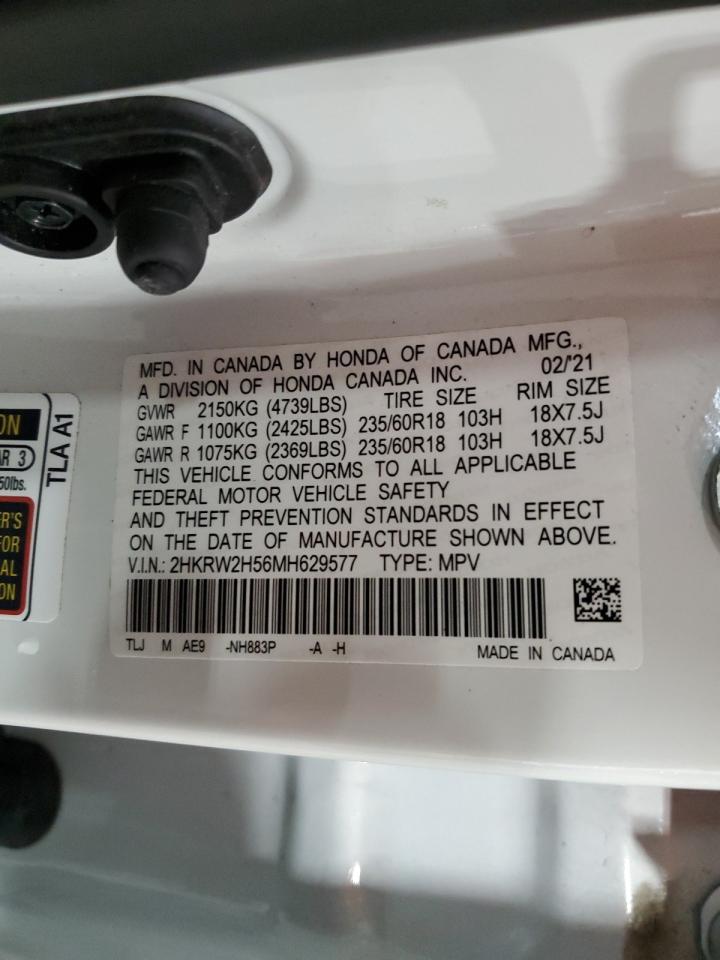 MFD. IN CANADA BY HONDA OF CANADA MFG.,
A DIVISION OF HONDA CANADA INC. 02/'21
GVWR 2150KG (4739LBS) TIRE SIZE RIM SIZE
GAWR F 1100KG (2425LBS) 235/60R18 103H 18X7.5J
GAWR R 1075KG (2369LBS) 235/60R18 103H 18X7.5J
THIS VEHICLE CONFORMS TO ALL APPLICABLE
FEDERAL MOTOR VEHICLE SAFETY
AND THEFT PREVENTION STANDARDS IN EFFECT
ON THE DATE OF MANUFACTURE SHOWN ABOVE.
V.I.N.: 2HKRW2H56MH629577 TYPE: MPV
TLJ M AE9 -NH883P -A -H MADE IN CANADA
ON
AR 3
50lbs.
ER'S
FOR
AL
ON
TLA A1